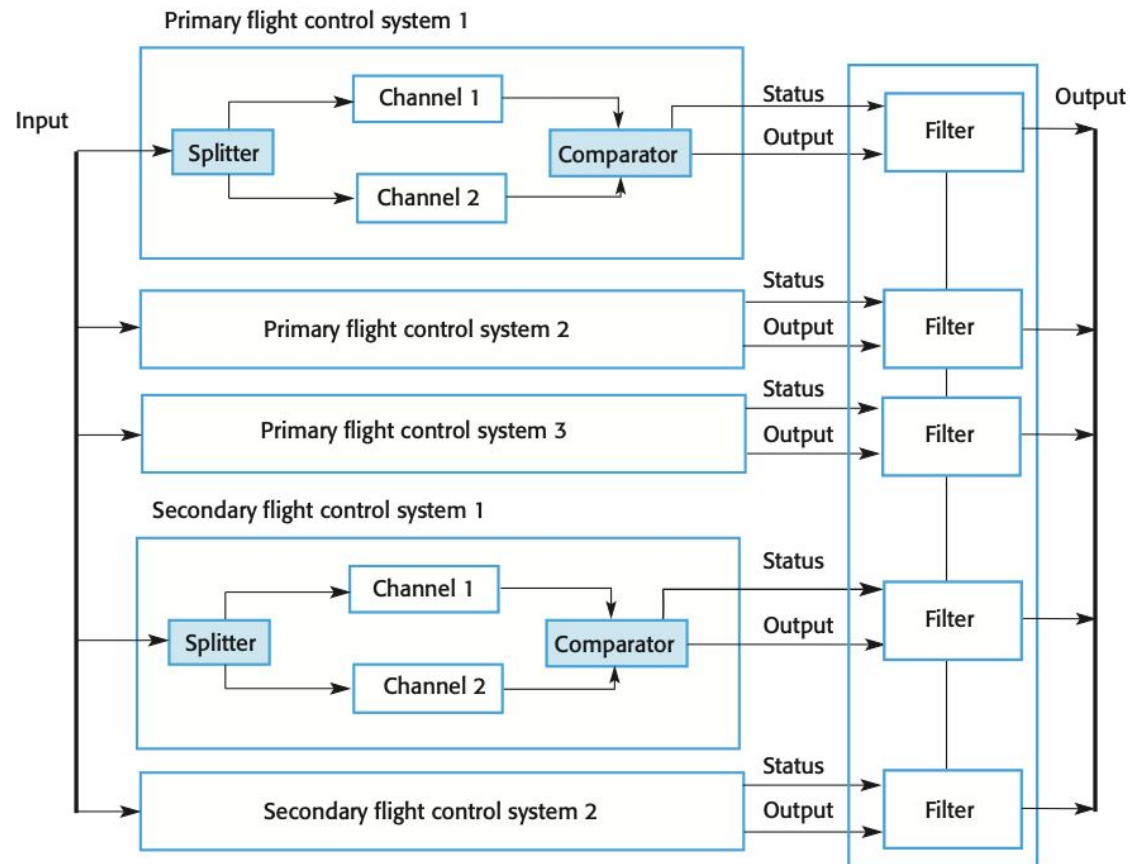 Primary flight control system 1
Input
Splitter
Channel 1
Channel 2
Comparator
Status
Output
Filter
Output
Primary flight control system 2
Status
Output
Filter
Primary flight control system 3
Status
Output
Filter
Secondary flight control system 1
Splitter
Channel 1
Channel 2
Comparator
Status
Output
Filter
Secondary flight control system 2
Status
Output
Filter